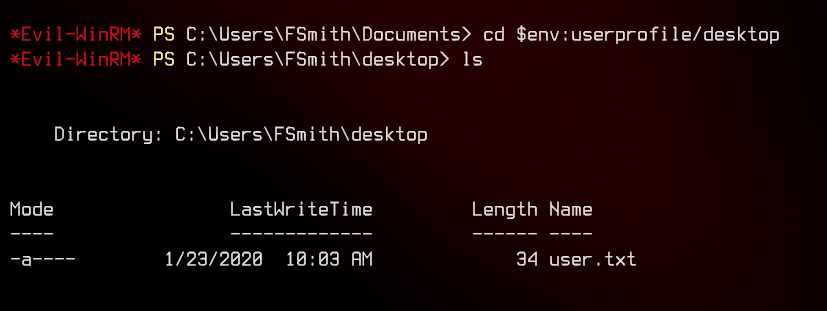 *Evil-WinRM* PS C:\Users\FSmith\Documents> cd $env:userprofile/desktop
*Evil-WinRM* PS C:\Users\FSmith\desktop> ls
Directory: C:\Users\FSmith\desktop
Mode LastWriteTime Length Name
---- ------------- ------ ----
-a---- 1/23/2020 10:03 AM 34 user.txt